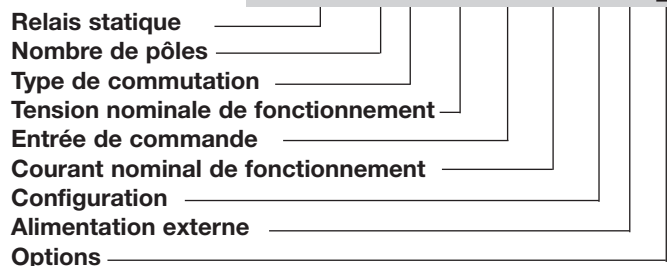 Relais statique
Nombre de pôles
Type de commutation
Tension nominale de fonctionnement
Entrée de commande
Courant nominal de fonctionnement
Configuration
Alimentation externe
Options